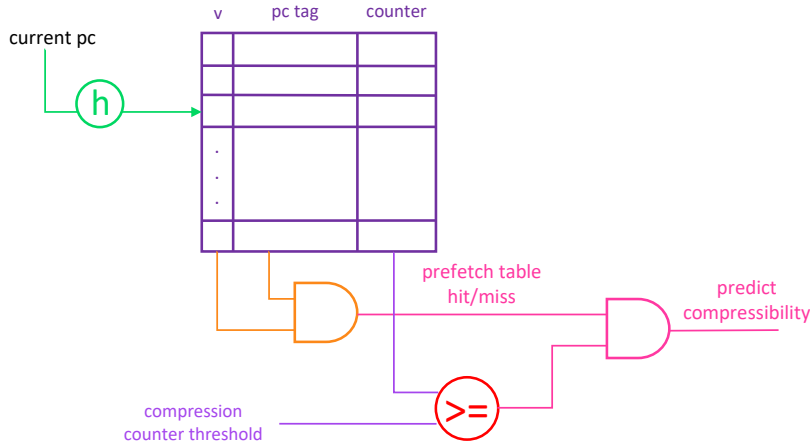 v pc tag counter
current pc
h
.
.
.
prefetch table
hit/miss
predict
compressibility
>=
compression
counter threshold